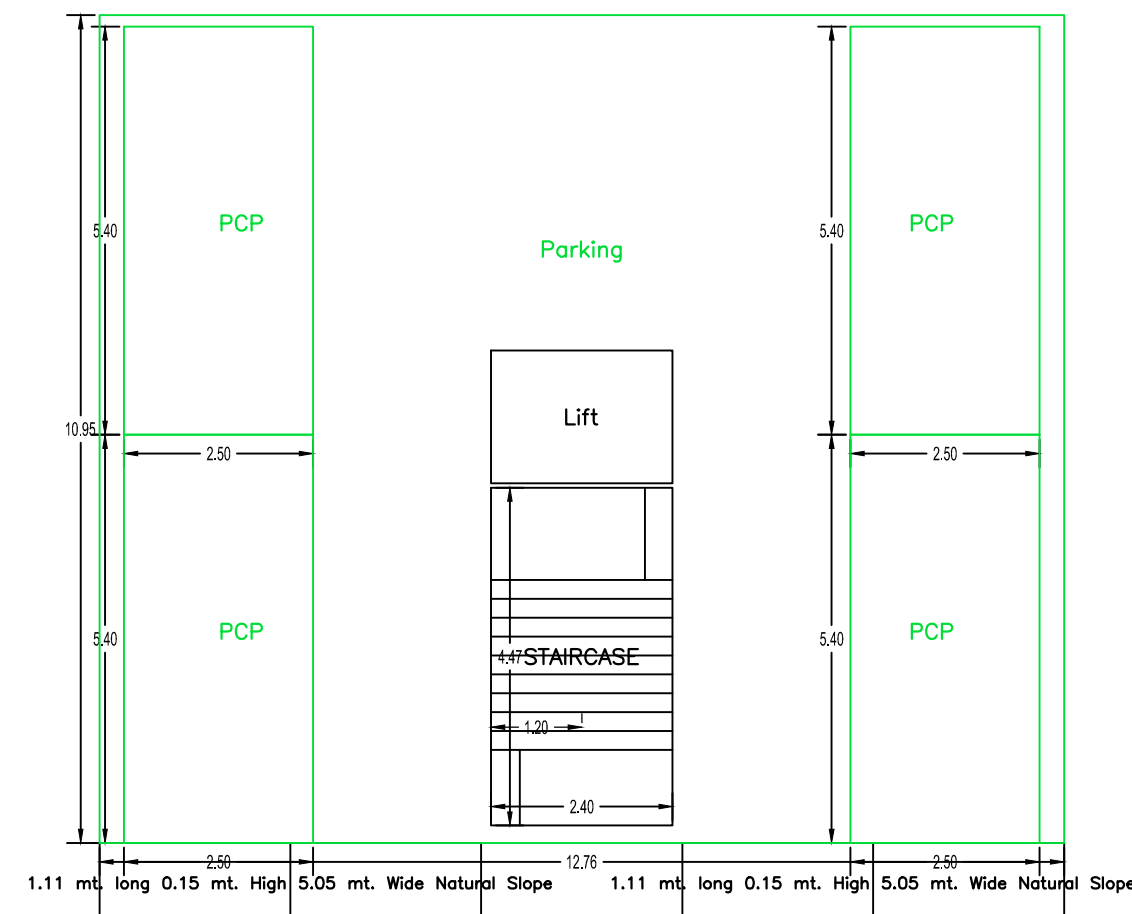 5.40
PCP
5.40
PCP
Parking
Lift
10.95
2.50
2.50
5.40
PCP
5.40
PCP
4.47
STAIRCASE
1.20
2.40
2.50
12.76
2.50
1.11 mt. long 0.15 mt. High 5.05 mt. Wide Natural Slope
1.11 mt. long 0.15 mt. High 5.05 mt. Wide Natural Slope